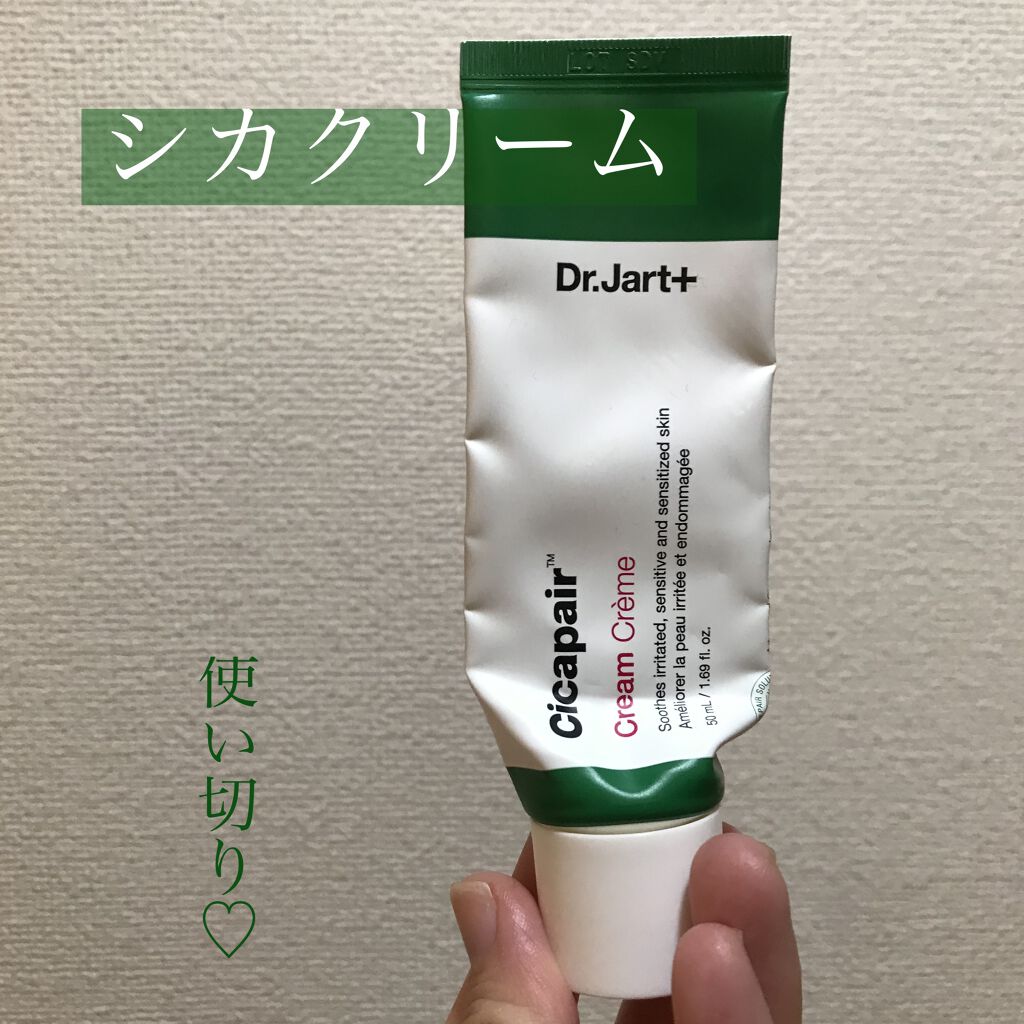 シカクリーム
Dr.Jart+
Cicapair™
Cream Crème
Soothes irritated, sensitive and sensitized skin
Améliorer la peau irritée et endommagée
50 mL / 1.69 fl. oz.
使い切り♡